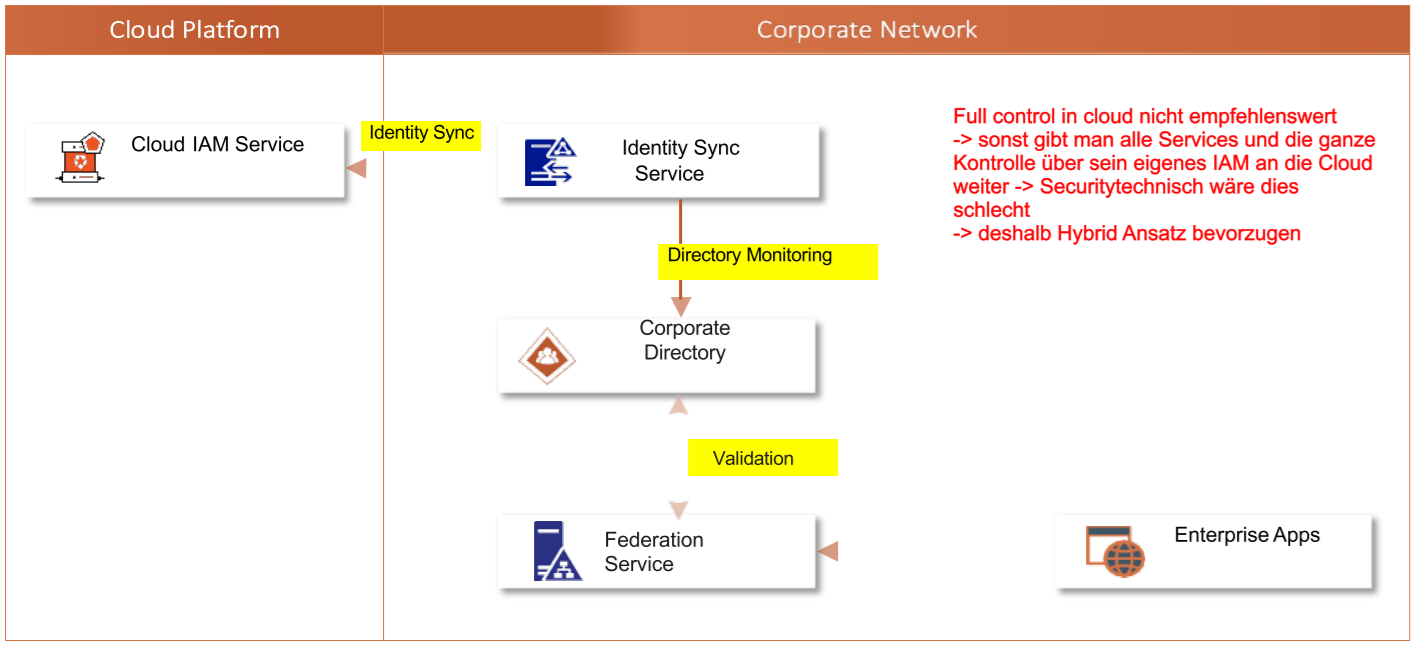 Cloud Platform
Corporate Network
Cloud IAM Service
Identity Sync
Identity Sync
Service
Full control in cloud nicht empfehlenswert
-> sonst gibt man alle Services und die ganze
Kontrolle über sein eigenes IAM an die Cloud
weiter -> Securitytechnisch wäre dies
schlecht
-> deshalb Hybrid Ansatz bevorzugen
Directory Monitoring
Corporate
Directory
Validation
Federation
Service
Enterprise Apps